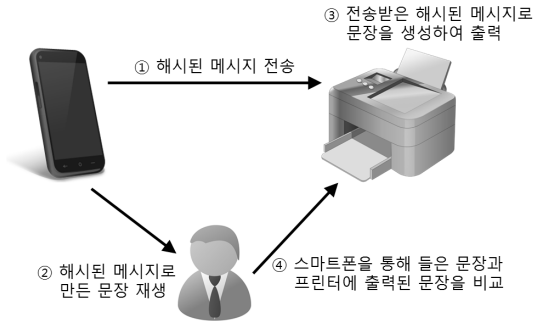 ① 해시된 메시지 전송
③ 전송받은 해시된 메시지로
문장을 생성하여 출력
② 해시된 메시지로
만든 문장 재생
④ 스마트폰을 통해 들은 문장과
프린터에 출력된 문장을 비교